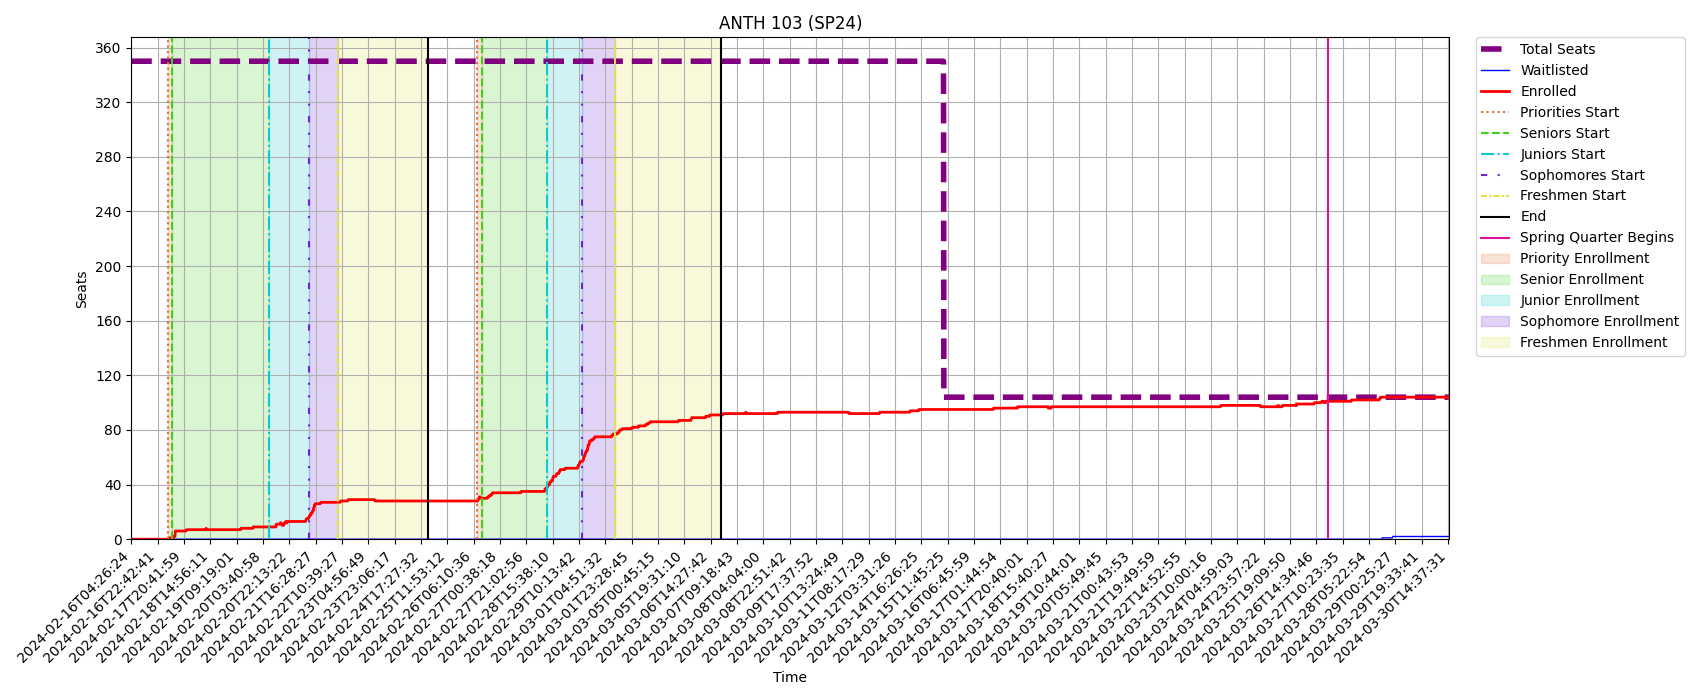 ANTH 103 (SP24)
Seats
360
320
280
240
200
160
120
80
40
0
2024-02-16T04:26:24
2024-02-16T22:42:41
2024-02-17T20:41:59
2024-02-18T14:56:11
2024-02-19T09:19:01
2024-02-20T03:40:58
2024-02-20T22:13:22
2024-02-21T16:28:27
2024-02-22T10:39:27
2024-02-23T04:56:49
2024-02-23T23:06:17
2024-02-24T17:27:32
2024-02-25T11:53:12
2024-02-26T06:10:36
2024-02-27T00:38:18
2024-02-27T21:02:56
2024-02-28T15:38:10
2024-02-29T10:13:42
2024-03-01T04:51:32
2024-03-01T23:28:45
2024-03-05T00:45:15
2024-03-05T19:31:10
2024-03-06T14:27:42
2024-03-07T09:18:43
2024-03-08T04:04:00
2024-03-08T22:51:42
2024-03-09T17:37:52
2024-03-10T13:24:49
2024-03-11T08:17:29
2024-03-12T03:31:26
2024-03-14T16:26:25
2024-03-15T11:45:25
2024-03-16T06:45:59
2024-03-17T01:44:54
2024-03-17T20:40:01
2024-03-18T15:40:27
2024-03-19T10:44:01
2024-03-20T05:49:45
2024-03-21T00:43:53
2024-03-21T19:49:59
2024-03-22T14:52:55
2024-03-23T10:00:16
2024-03-24T04:59:03
2024-03-24T23:57:22
2024-03-25T19:09:50
2024-03-26T14:34:46
2024-03-27T10:23:35
2024-03-28T05:22:54
2024-03-29T00:25:27
2024-03-29T19:33:41
2024-03-30T14:37:31
Time
Total Seats
Waitlisted
Enrolled
Priorities Start
Seniors Start
Juniors Start
Sophomores Start
Freshmen Start
End
Spring Quarter Begins
Priority Enrollment
Senior Enrollment
Junior Enrollment
Sophomore Enrollment
Freshmen Enrollment